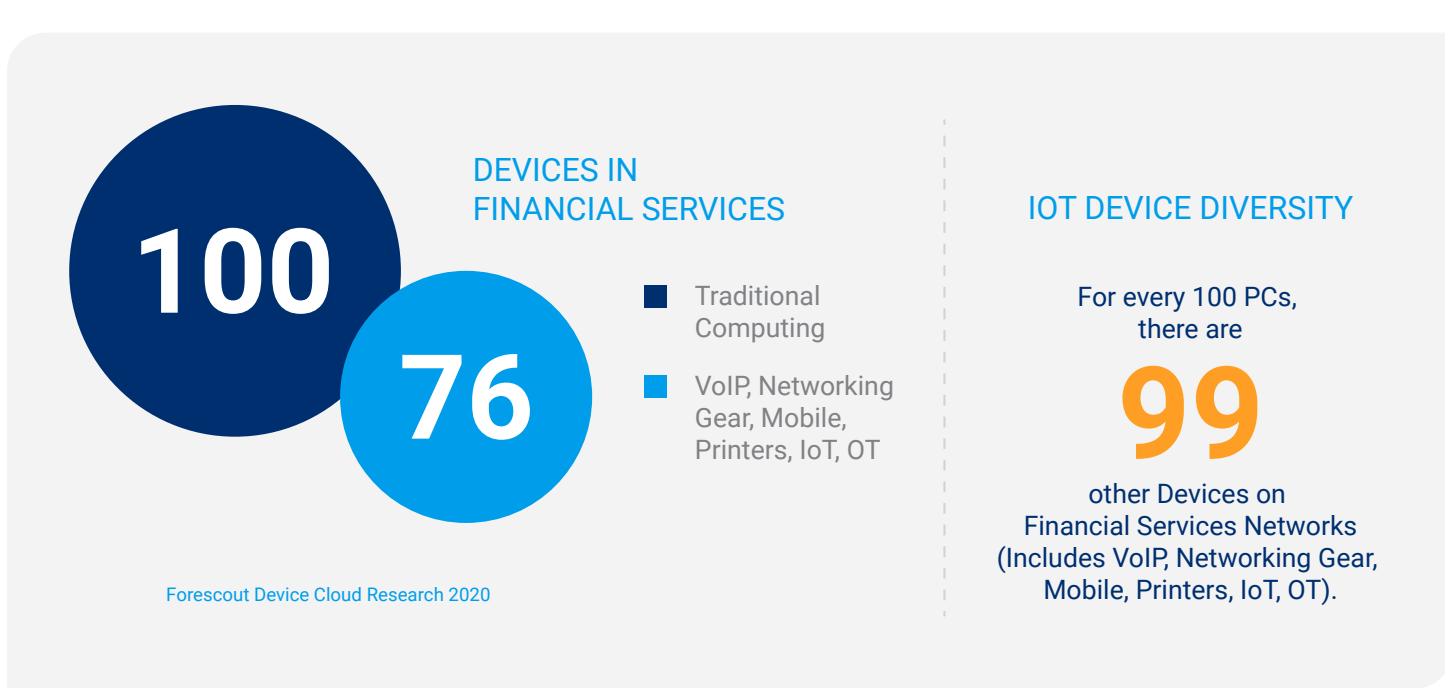 100
76
DEVICES IN
FINANCIAL SERVICES
Traditional
Computing
VoIP, Networking
Gear, Mobile,
Printers, IoT, OT
Forescout Device Cloud Research 2020
IOT DEVICE DIVERSITY
For every 100 PCs,
there are
99
other Devices on
Financial Services Networks
(Includes VoIP, Networking Gear,
Mobile, Printers, IoT, OT).